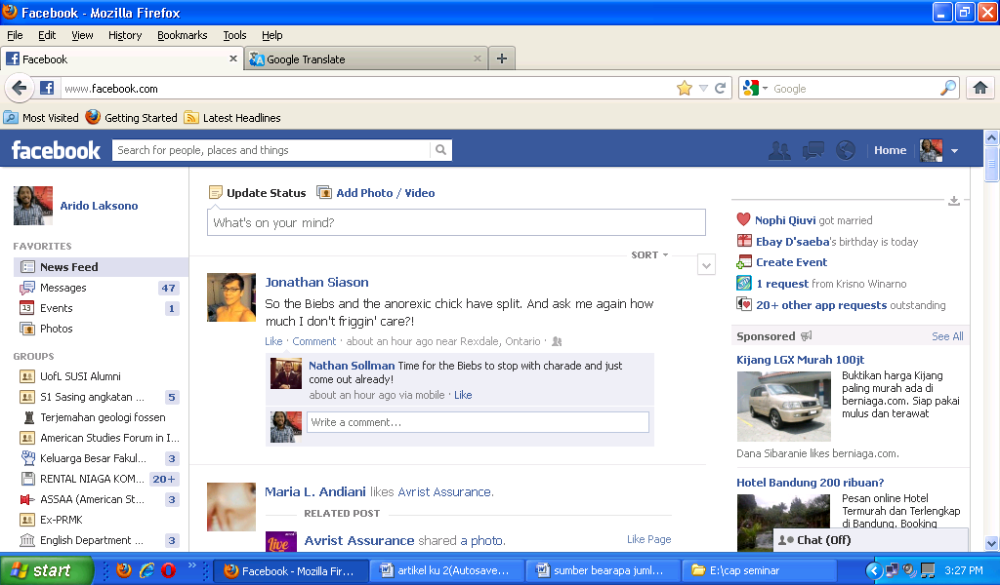 Facebook - Mozilla Firefox
File Edit View History Bookmarks Tools Help
Facebook
Google Translate
www.facebook.com
Google
Most Visited Getting Started Latest Headlines
facebook
Search for people, places and things
Home
Arido Laksono
FAVORITES
News Feed
Messages 47
Events 1
Photos
GROUPS
UofL SUSI Alumni
S1 Sasing angkatan ... 5
Terjemahan geologi fossen
American Studies Forum in I...
Keluarga Besar Fakul... 3
RENTAL NIAGA KOM... 20+
ASSAA (American St... 3
Ex-PRMK
English Department ... 3
Update Status Add Photo / Video
What's on your mind?
SORT
Jonathan Siason
So the Biebs and the anorexic chick have split. And ask me again how
much I don't friggin' care?!
Like · Comment · about an hour ago near Rexdale, Ontario ·
Nathan Sollman Time for the Biebs to stop with charade and just
come out already!
about an hour ago via mobile · Like
Write a comment...
Maria L. Andiani likes Avrist Assurance.
RELATED POST
Live
Avrist Assurance shared a photo.
Like Page
Nophi Qiuvi got married
Ebay D'saeba's birthday is today
Create Event
1 request from Krisno Winarno
20+ other app requests outstanding
Sponsored See All
Kijang LGX Murah 100jt
Buktikan harga Kijang
paling murah ada di
berniaga.com. Siap pakai
mulus dan terawat
Dana Sibaranie likes berniaga.com.
Hotel Bandung 200 ribuan?
Pesan online Hotel
Termurah dan Terlengkap
di Bandung. Booking
Chat (Off)
start
Facebook - Mozilla Fir...
artikel ku 2(Autosave...
sumber bearapa juml...
E:\cap seminar
3:27 PM